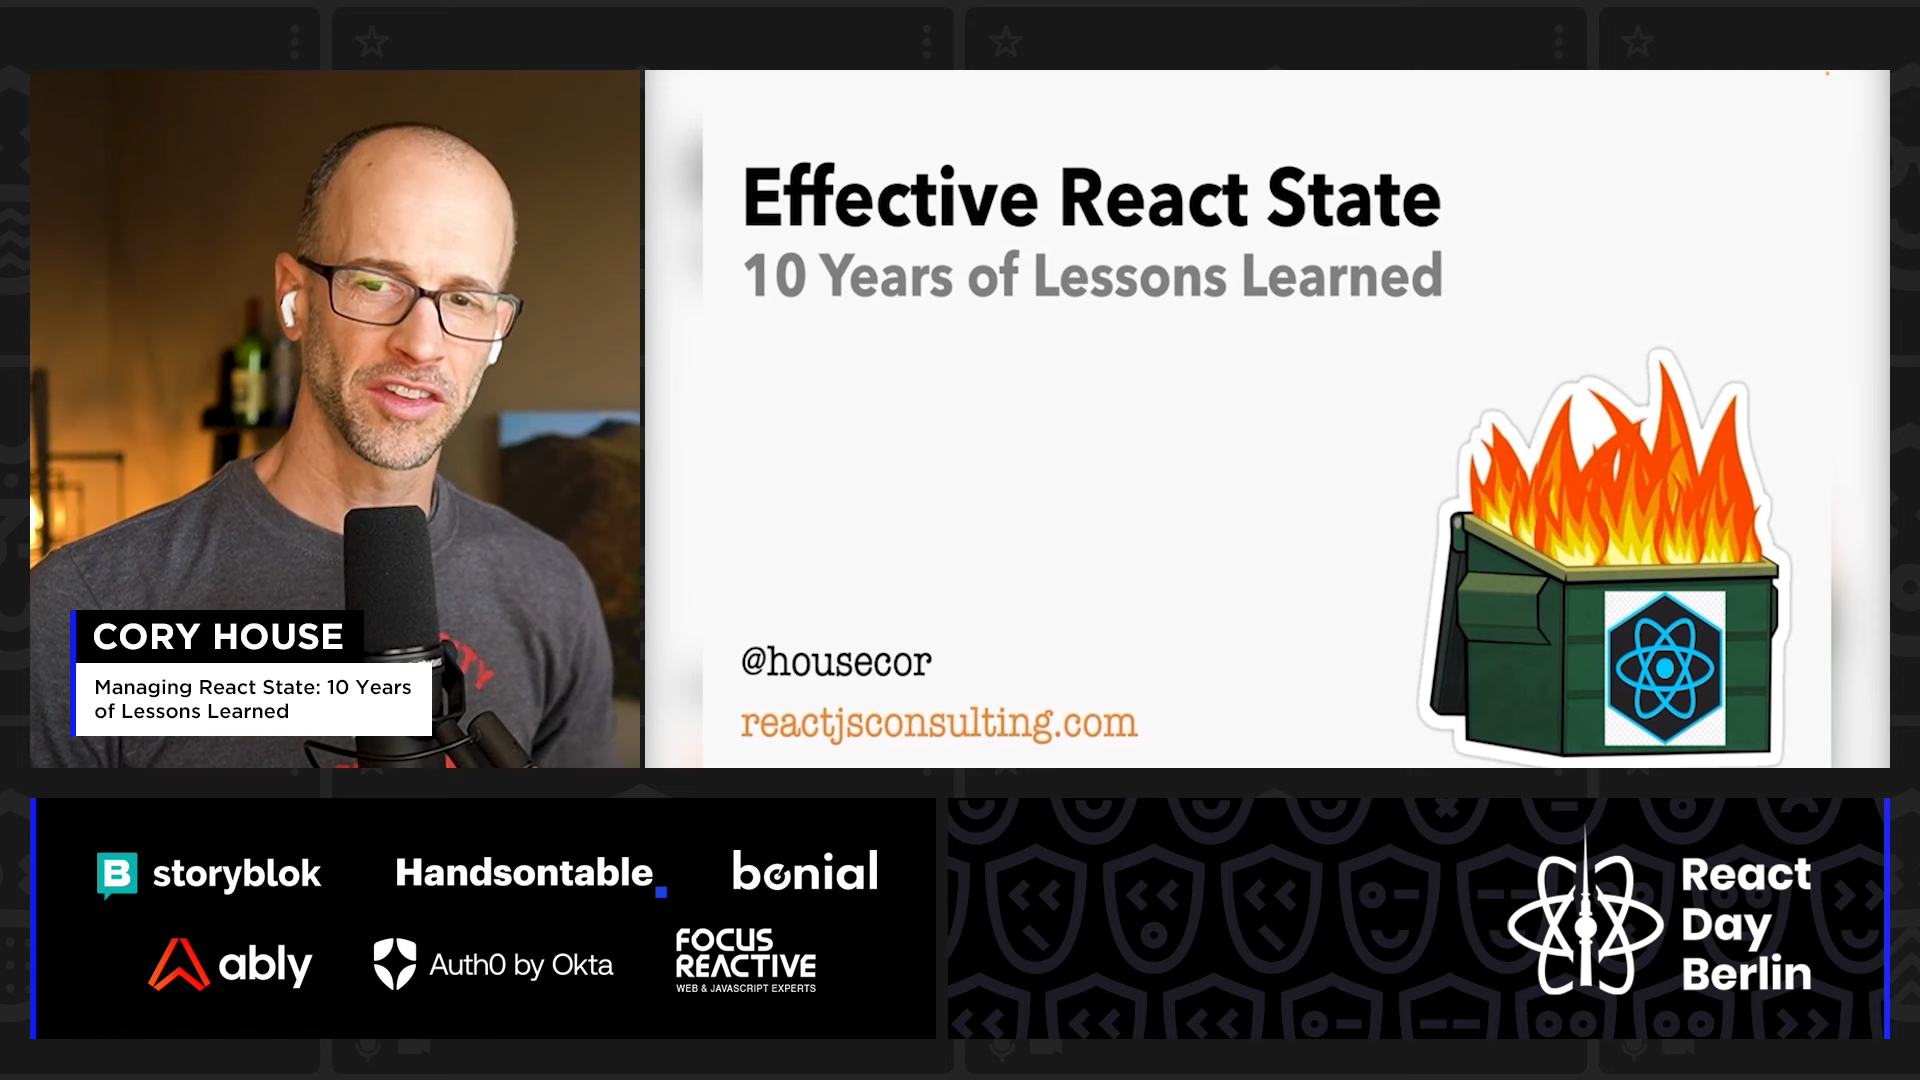 Effective React State
10 Years of Lessons Learned
@housecor
reactjsconsulting.com
CORY HOUSE
Managing React State: 10 Years
of Lessons Learned
B storyblok
Handsontable
bonial
ably
Auth0 by Okta
FOCUS
REACTIVE
WEB & JAVASCRIPT EXPERTS
React
Day
Berlin